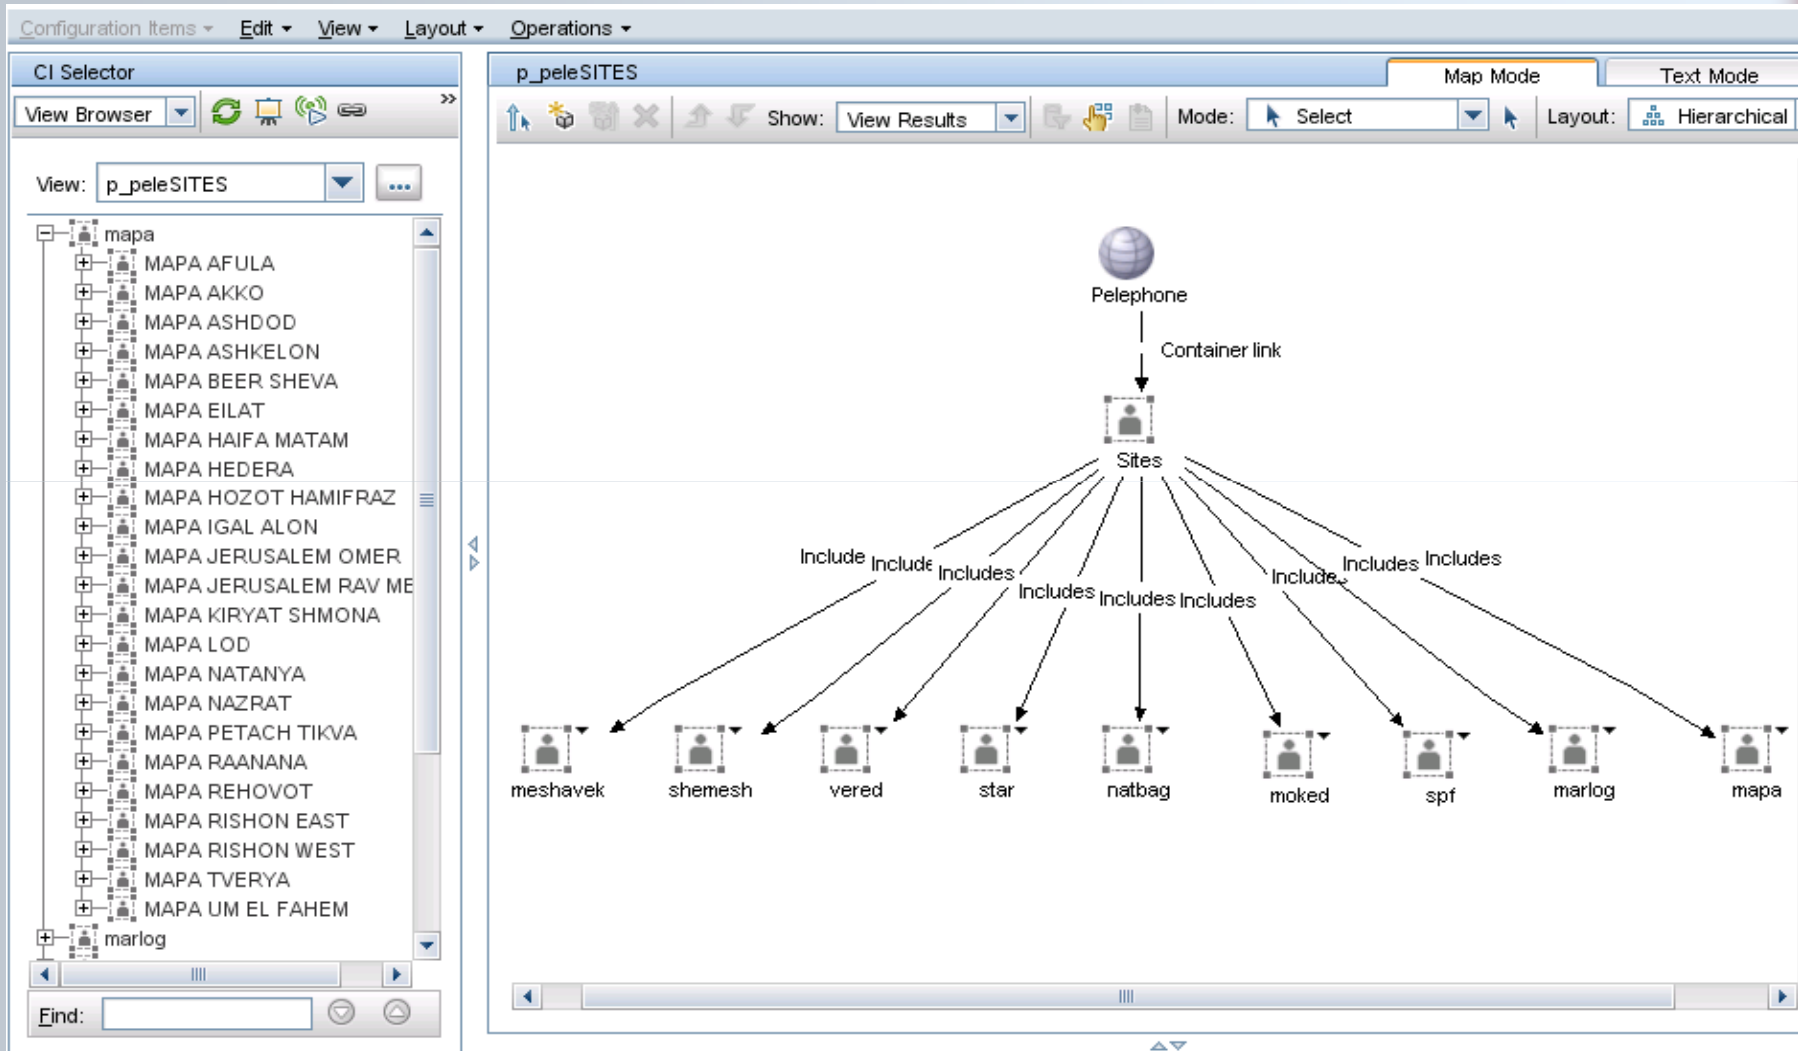 Configuration Items Edit View Layout Operations
CI Selector
View Browser
View: p_peleSITES
mapa
MAPA AFULA
MAPA AKKO
MAPA ASHDOD
MAPA ASHKELON
MAPA BEER SHEVA
MAPA EILAT
MAPA HAIFA MATAM
MAPA HEDERA
MAPA HOZOT HAMIFRAZ
MAPA IGAL ALON
MAPA JERUSALEM OMER
MAPA JERUSALEM RAV ME
MAPA KIRYAT SHMONA
MAPA LOD
MAPA NATANYA
MAPA NAZRAT
MAPA PETACH TIKVA
MAPA RAANANA
MAPA REHOVOT
MAPA RISHON EAST
MAPA RISHON WEST
MAPA TVERYA
MAPA UM EL FAHEM
marlog
Find:
p_peleSITES Map Mode Text Mode
Show: View Results Mode: Select Layout: Hierarchical
Pelephone
Container link
Sites
Include Include Includes Includes Includes Includes Include Includes Includes
meshavek shemesh vered star natbag moked spf marlog mapa